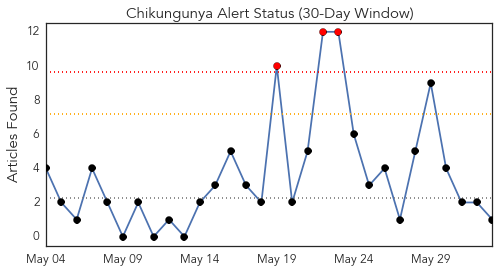 Chikungunya Alert Status (30-Day Window)
Articles Found
12
10
8
6
4
2
0
May 04
May 09
May 14
May 19
May 24
May 29